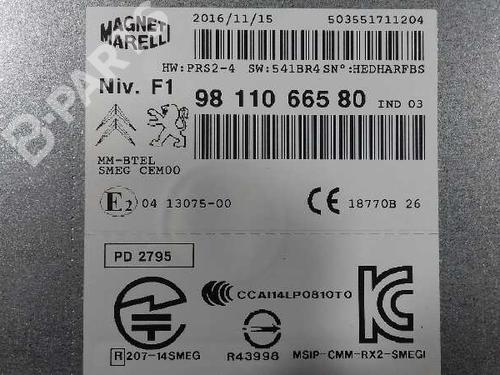 MAGNETI MARELLI
2016/11/15 503551711204
HW:PRS2-4 SW:541BR4 SN°:HEDHARFBS
Niv. F1
98 110 665 80 IND 03
MM-BTEL
SMEG CEM00
E2 04 13075-00
CE 18770B 26
PD 2795
CCAI14LP0810T0
R 207-14SMEG
R43998
MSIP-CMM-RX2-SMEGI
B-PARTS